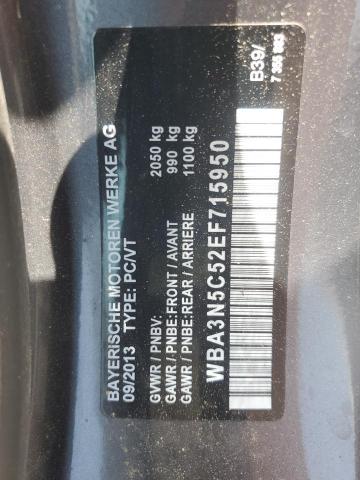 BAYERISCHE MOTOREN WERKE AG
09/2013 TYPE: PC/VT
GVWR / PNBV: 2050 kg
GAWR / PNBE:FRONT / AVANT 990 kg
GAWR / PNBE:REAR / ARRIERE 1100 kg
WBA3N5C52EF715950
B39/